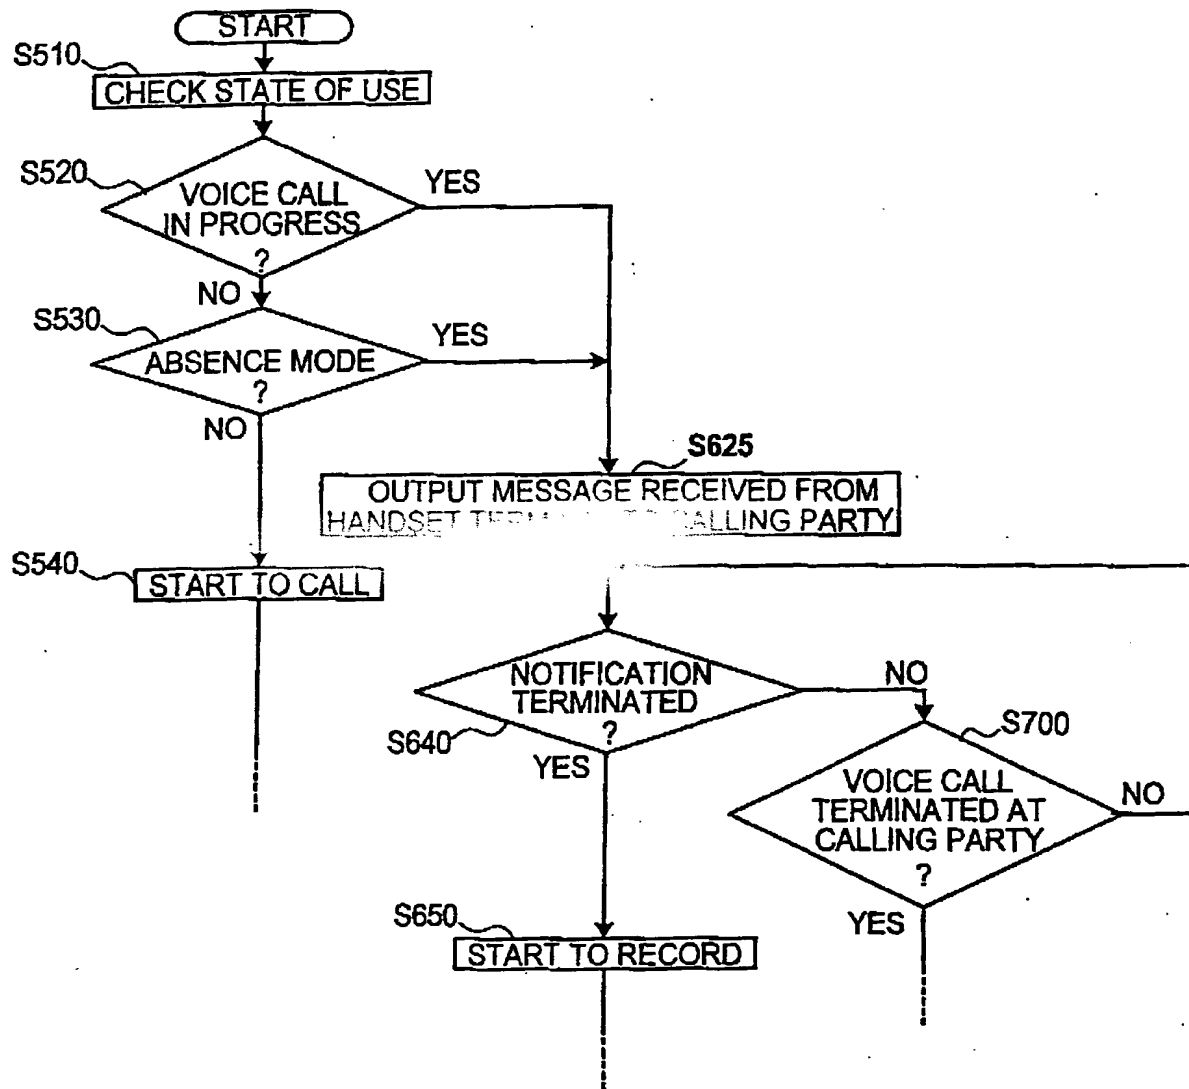 START
S510
CHECK STATE OF USE
S520
VOICE CALL
IN PROGRESS
?
YES
NO
S530
ABSENCE MODE
?
YES
NO
S625
OUTPUT MESSAGE RECEIVED FROM
HANDSET CALLING PARTY
S540
START TO CALL
NOTIFICATION
TERMINATED
?
NO
S640
YES
S700
VOICE CALL
TERMINATED AT
CALLING PARTY
?
NO
YES
S650
START TO RECORD